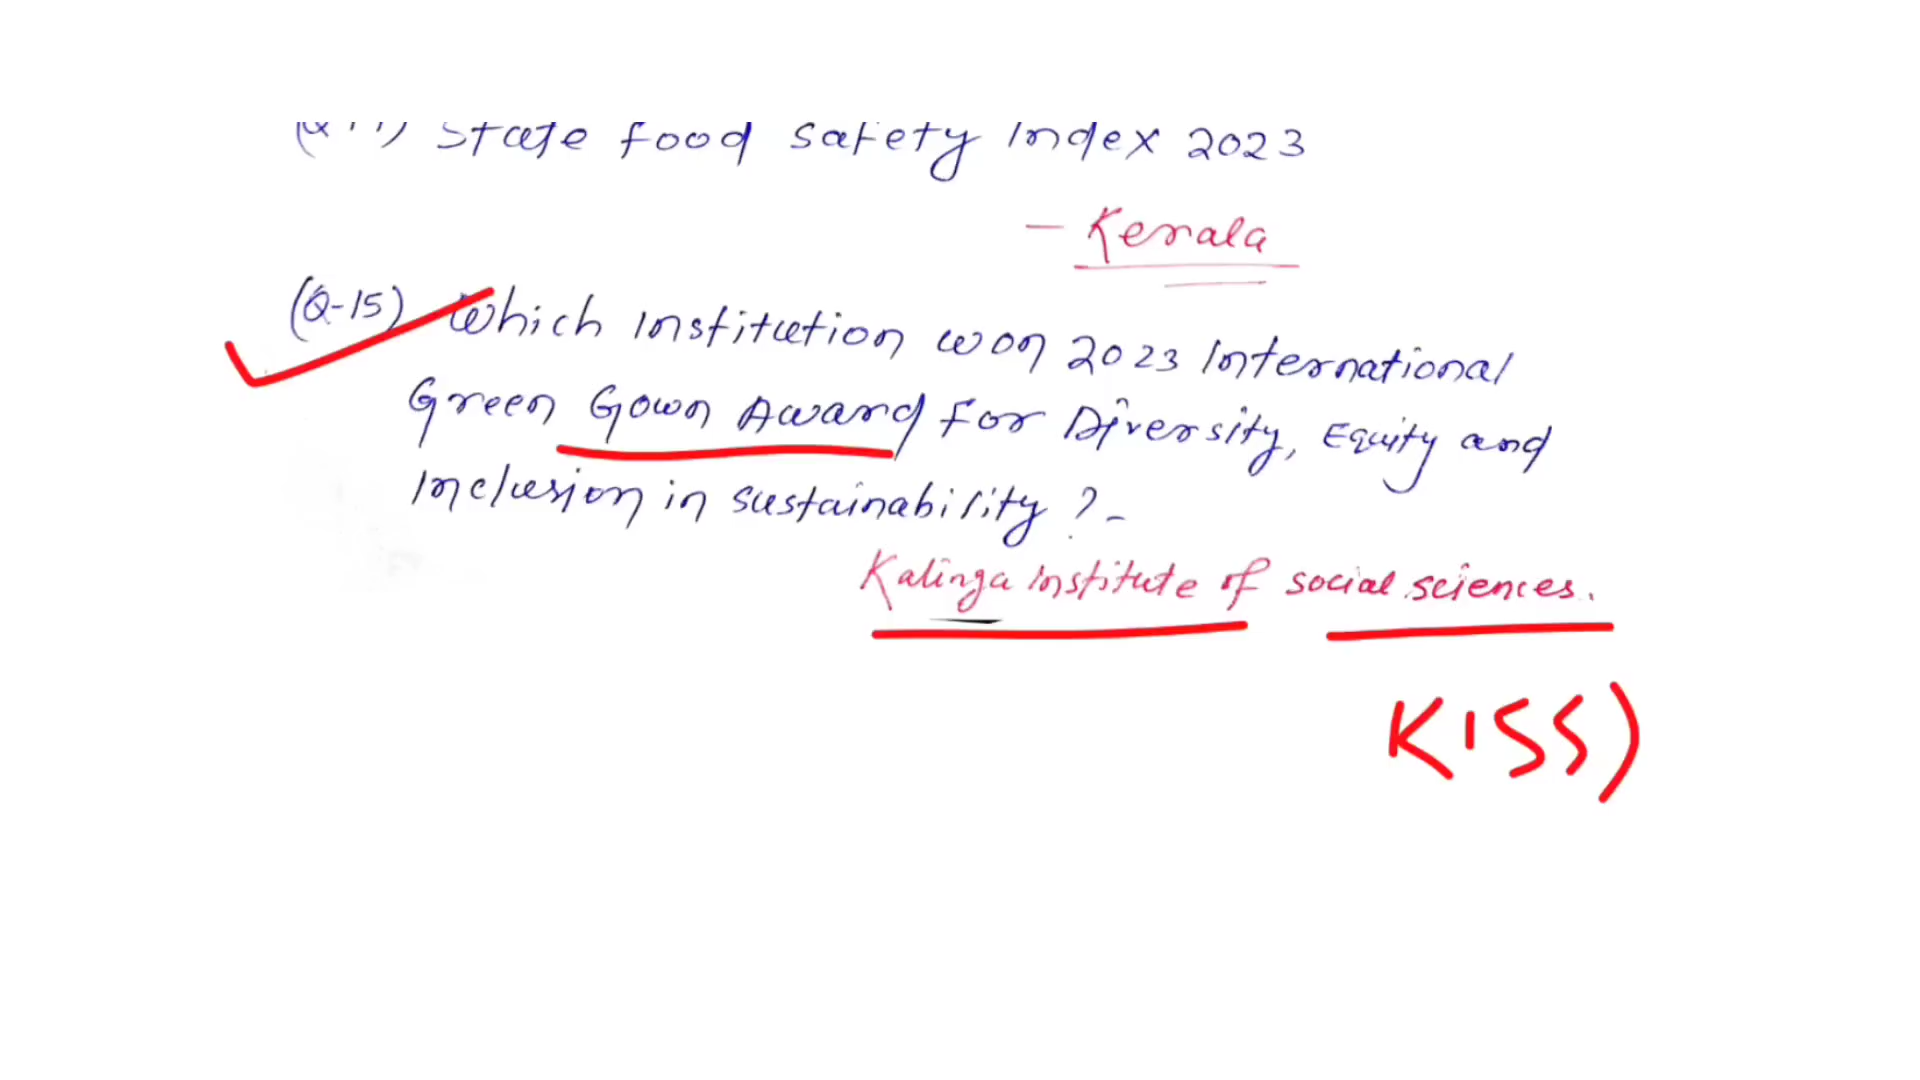 State food Safety Index 2023
- Kerala
(Q-15) Which Institution won 2023 International
Green Gown Award For Diversity, Equity and
Inclusion in sustainability ? -
Kalinga Institute of social sciences.
KISS)